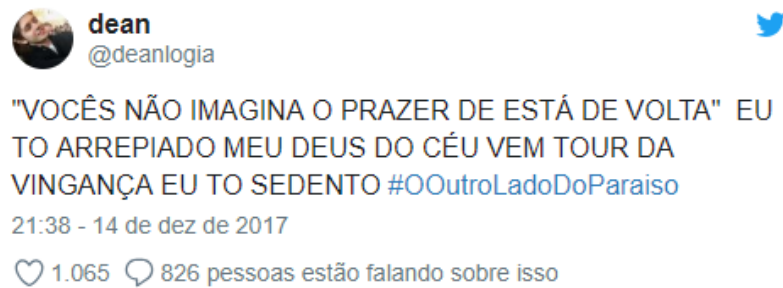 dean
@deanlogia
"VOCÊS NÃO IMAGINA O PRAZER DE ESTÁ DE VOLTA" EU
TO ARREPIADO MEU DEUS DO CÉU VEM TOUR DA
VINGANÇA EU TO SEDENTO #OOutroLadoDoParaiso
21:38 - 14 de dez de 2017
1.065 826 pessoas estão falando sobre isso